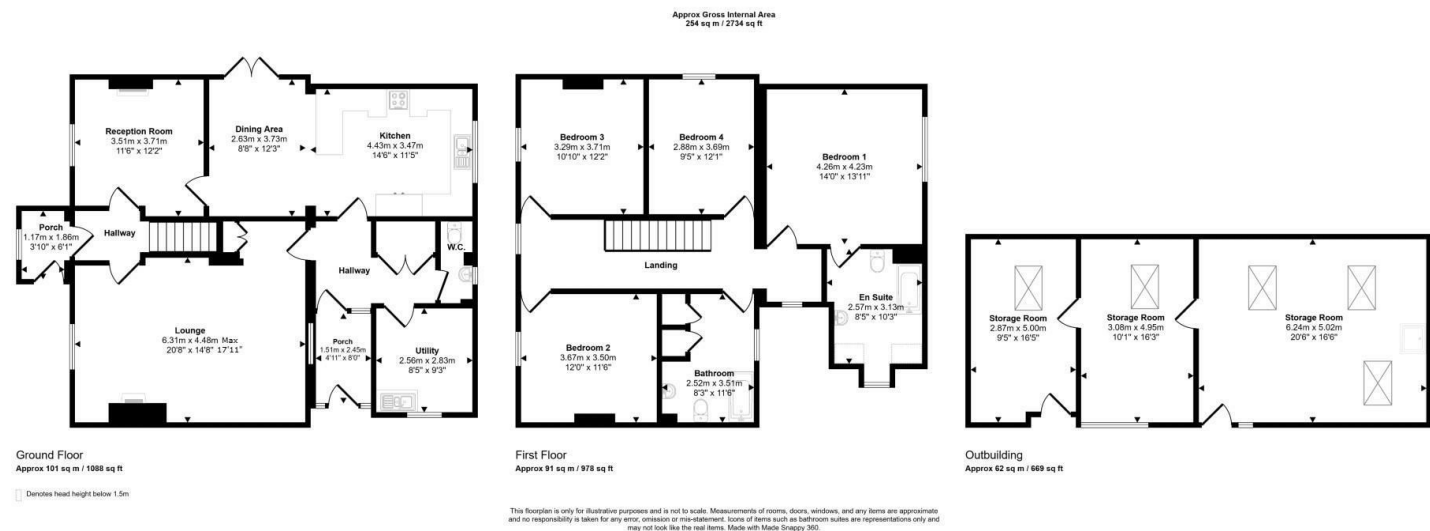 Approx Gross Internal Area
254 sq m / 2734 sq ft
Reception Room
3.51m x 3.71m
11'6" x 12'2"
Dining Area
2.63m x 3.73m
8'8" x 12'3"
Kitchen
4.43m x 3.47m
14'6" x 11'5"
Porch
1.17m x 1.86m
3'10" x 6'1"
Hallway
W.C.
Hallway
Lounge
6.31m x 4.48m Max
20'8" x 14'8" 17'11"
Porch
1.51m x 2.45m
4'11" x 8'0"
Utility
2.56m x 2.83m
8'5" x 9'3"
Ground Floor
Approx 101 sq m / 1088 sq ft
Denotes head height below 1.5m
Bedroom 3
3.29m x 3.71m
10'10" x 12'2"
Bedroom 4
2.88m x 3.69m
9'5" x 12'1"
Bedroom 1
4.26m x 4.23m
14'0" x 13'11"
Landing
En Suite
2.57m x 3.13m
8'5" x 10'3"
Bedroom 2
3.67m x 3.50m
12'0" x 11'6"
Bathroom
2.52m x 3.51m
8'3" x 11'6"
First Floor
Approx 91 sq m / 978 sq ft
Storage Room
2.87m x 5.00m
9'5" x 16'5"
Storage Room
3.08m x 4.95m
10'1" x 16'3"
Storage Room
6.24m x 5.02m
20'6" x 16'6"
Outbuilding
Approx 62 sq m / 669 sq ft
This floorplan is only for illustrative purposes and is not to scale. Measurements of rooms, doors, windows, and any items are approximate
and no responsibility is taken for any error, omission or mis-statement. Icons of items such as bathroom suites are representations only and
may not look like the real items. Made with Made Snappy 360.